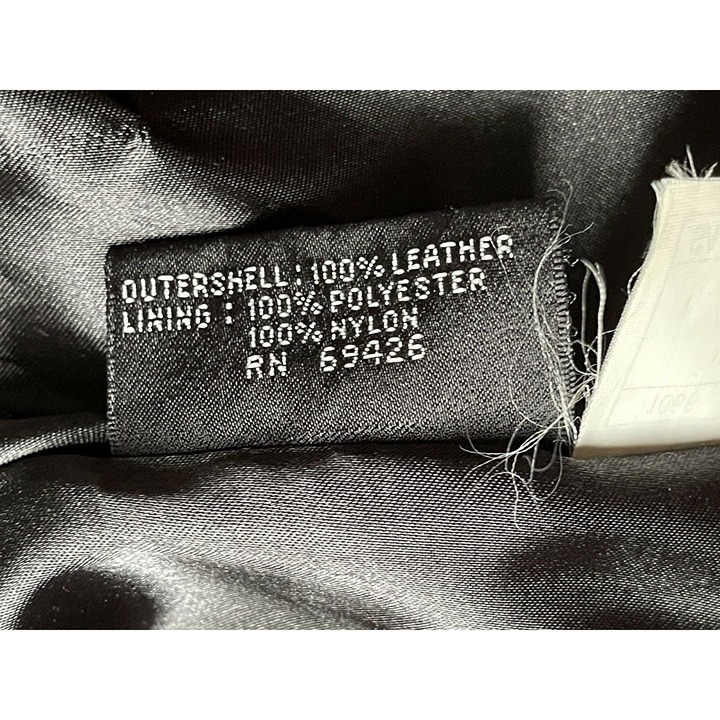 OUTERSHELL: 100% LEATHER
LINING : 100% POLYESTER
100% NYLON
RN 69426